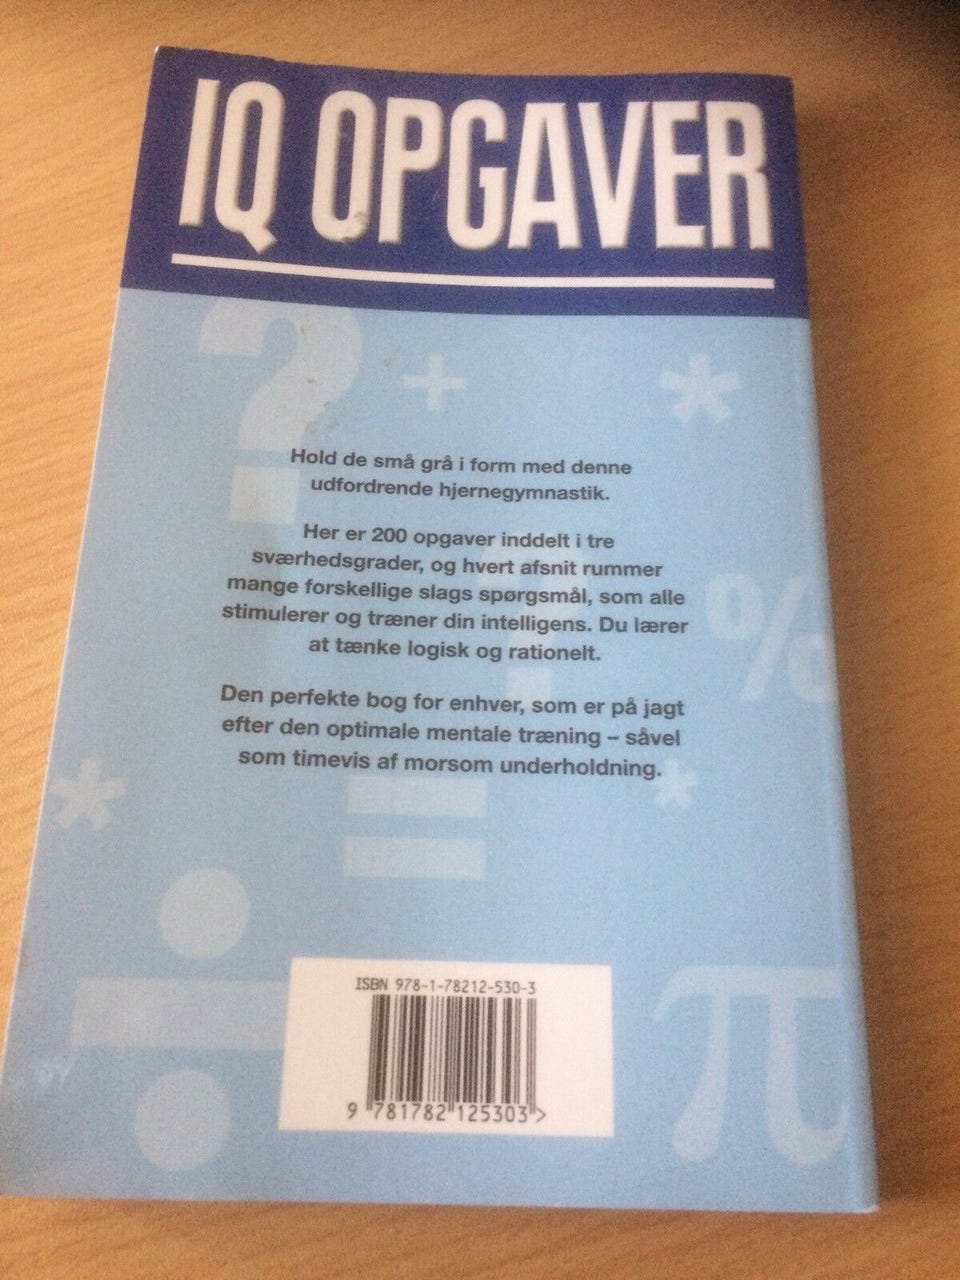 IQ OPGAVER
Hold de små grå i form med denne
udfordrende hjernegymnastik.
Her er 200 opgaver inddelt i tre
sværhedsgrader, og hvert afsnit rummer
mange forskellige slags spørgsmål, som alle
stimulerer og træner din intelligens. Du lærer
at tænke logisk og rationelt.
Den perfekte bog for enhver, som er på jagt
efter den optimale mentale træning – såvel
som timevis af morsom underholdning.
ISBN 978-1-78212-530-3
9 781782 125303 >